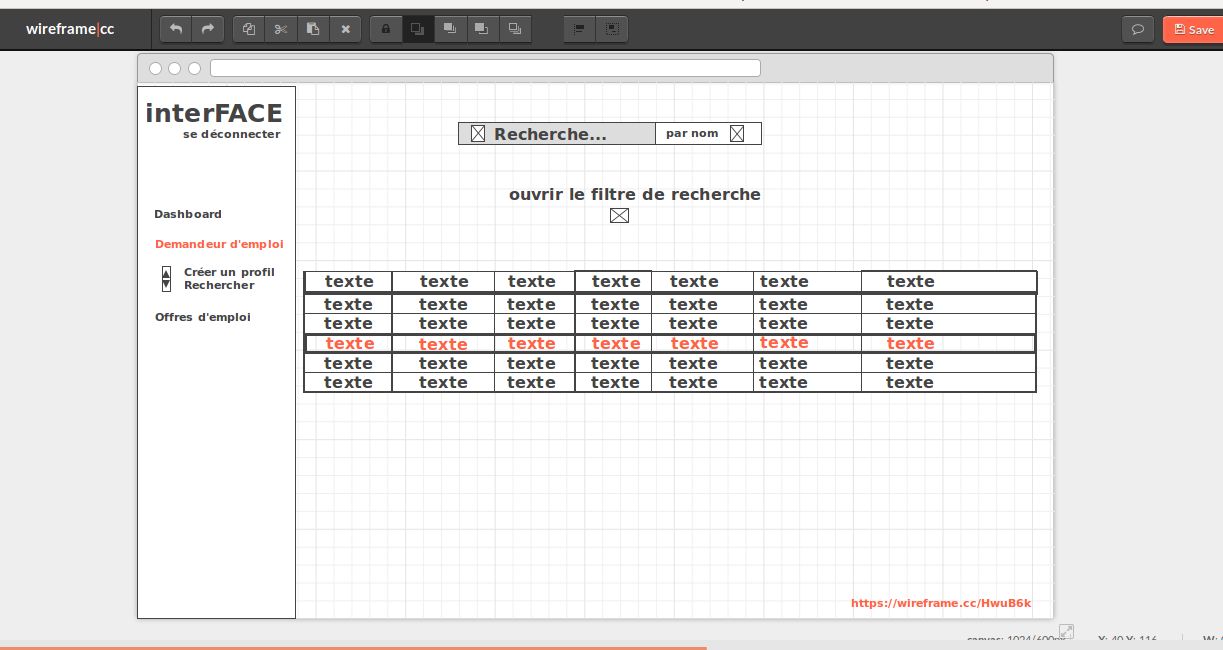 wireframe|cc
Save
interFACE
se déconnecter
Recherche...
par nom
ouvrir le filtre de recherche
Dashboard
Demandeur d'emploi
Créer un profil
Rechercher
Offres d'emploi
texte texte texte texte texte texte texte
texte texte texte texte texte texte texte
texte texte texte texte texte texte texte
texte texte texte texte texte texte texte
texte texte texte texte texte texte texte
texte texte texte texte texte texte texte
https://wireframe.cc/HwuB6k
canvas: 1024/600px
X: 40 Y: 116